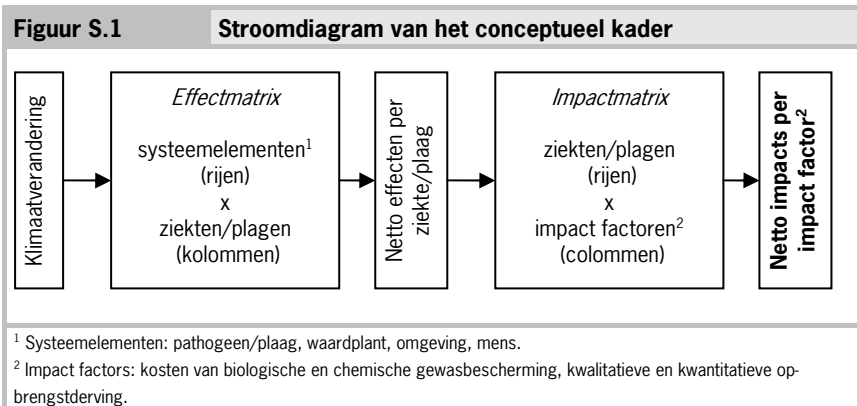 Figuur S.1 Stroomdiagram van het conceptueel kader
Klimaatverandering
Effectmatrix
systeemelementen¹
(rijen)
x
ziekten/plagen
(kolommen)
Netto effecten per
ziekte/plaag
Impactmatrix
ziekten/plagen
(rijen)
x
impact factoren²
(colommen)
Netto impacts per
impact factor²
¹ Systeemelementen: pathogeen/plaag, waardplant, omgeving, mens.
² Impact factors: kosten van biologische en chemische gewasbescherming, kwalitatieve en kwantitatieve op-
brengstderving.